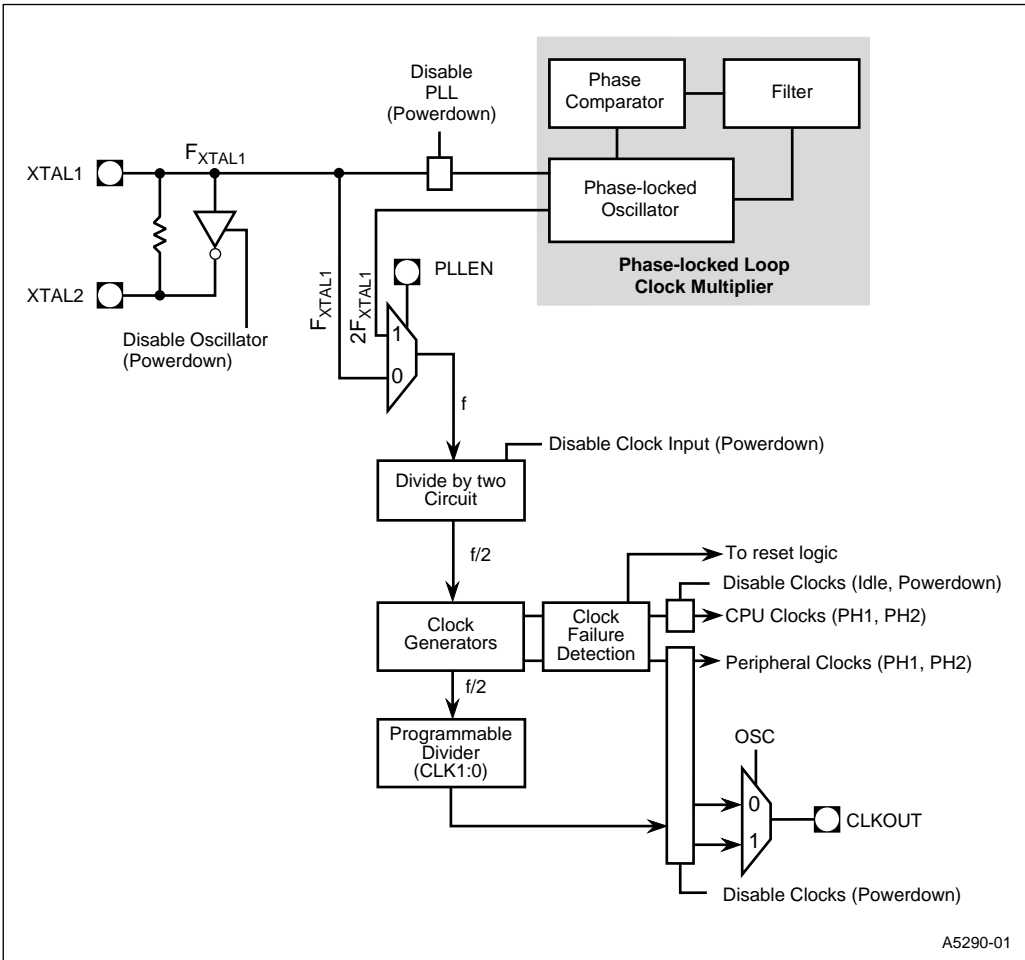 Disable
PLL
(Powerdown)
Phase
Comparator
Filter
XTAL1
FXTAL1
Phase-locked
Oscillator
Phase-locked Loop
Clock Multiplier
XTAL2
Disable Oscillator
(Powerdown)
FXTAL1
2FXTAL1
PLLEN
1
0
f
Disable Clock Input (Powerdown)
Divide by two
Circuit
f/2
To reset logic
Disable Clocks (Idle, Powerdown)
Clock
Generators
Clock
Failure
Detection
CPU Clocks (PH1, PH2)
Peripheral Clocks (PH1, PH2)
f/2
Programmable
Divider
(CLK1:0)
OSC
0
1
CLKOUT
Disable Clocks (Powerdown)
A5290-01